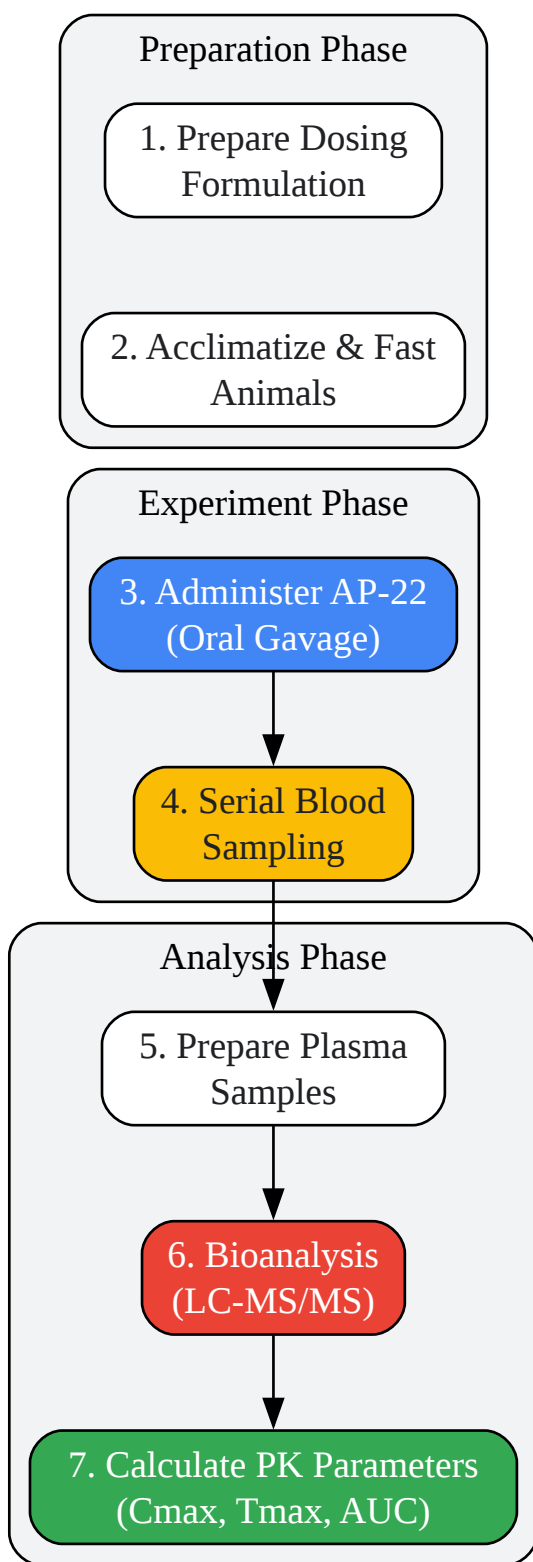 Preparation Phase
1. Prepare Dosing
Formulation
2. Acclimatize & Fast
Animals
Experiment Phase
3. Administer AP-22
(Oral Gavage)
4. Serial Blood
Sampling
Analysis Phase
5. Prepare Plasma
Samples
6. Bioanalysis
(LC-MS/MS)
7. Calculate PK Parameters
(Cmax, Tmax, AUC)